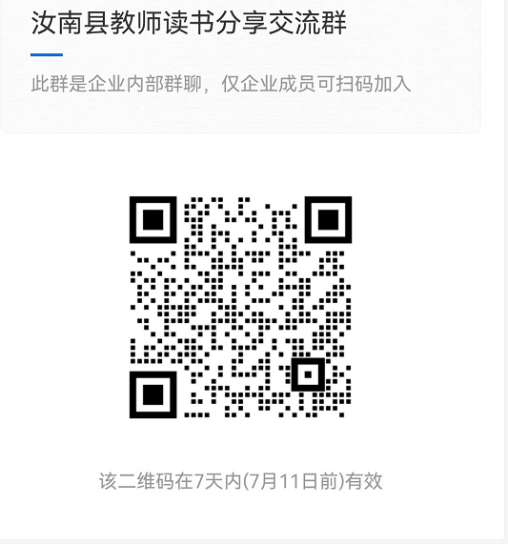 汝南县教师读书分享交流群
此群是企业内部群聊，仅企业成员可扫码加入
该二维码在7天内(7月11日前)有效